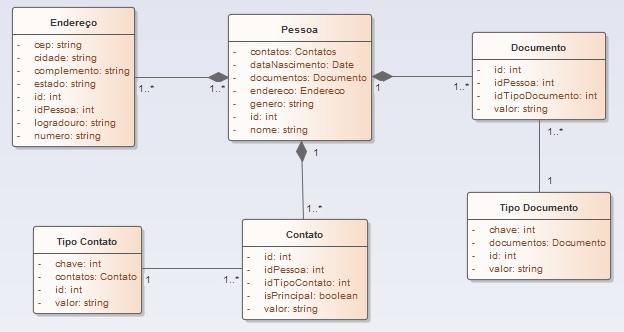 Endereço
- cep: string
- cidade: string
- complemento: string
- estado: string
- id: int
- idPessoa: int
- logradouro: string
- numero: string
1..*
1..*
Pessoa
- contatos: Contatos
- dataNascimento: Date
- documentos: Documento
- endereco: Endereco
- genero: string
- id: int
- nome: string
1
1..*
Documento
- id: int
- idPessoa: int
- idTipoDocumento: int
- valor: string
1..*
1
1
1..*
Tipo Documento
- chave: int
- documentos: Documento
- id: int
- valor: string
Tipo Contato
- chave: int
- contatos: Contato
- id: int
- valor: string
1
1..*
Contato
- id: int
- idPessoa: int
- idTipoContato: int
- isPrincipal: boolean
- valor: string